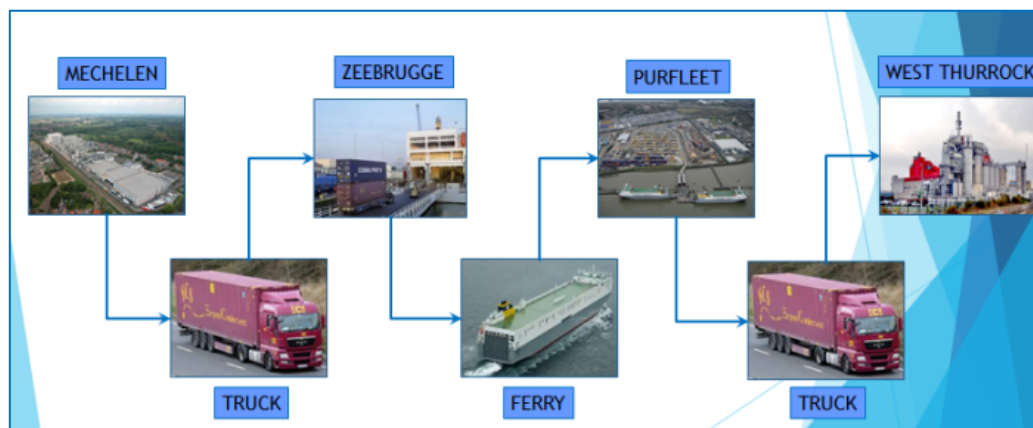 MECHELEN
ZEEBRUGGE
PURFLEET
WEST THURROCK
TRUCK
FERRY
TRUCK